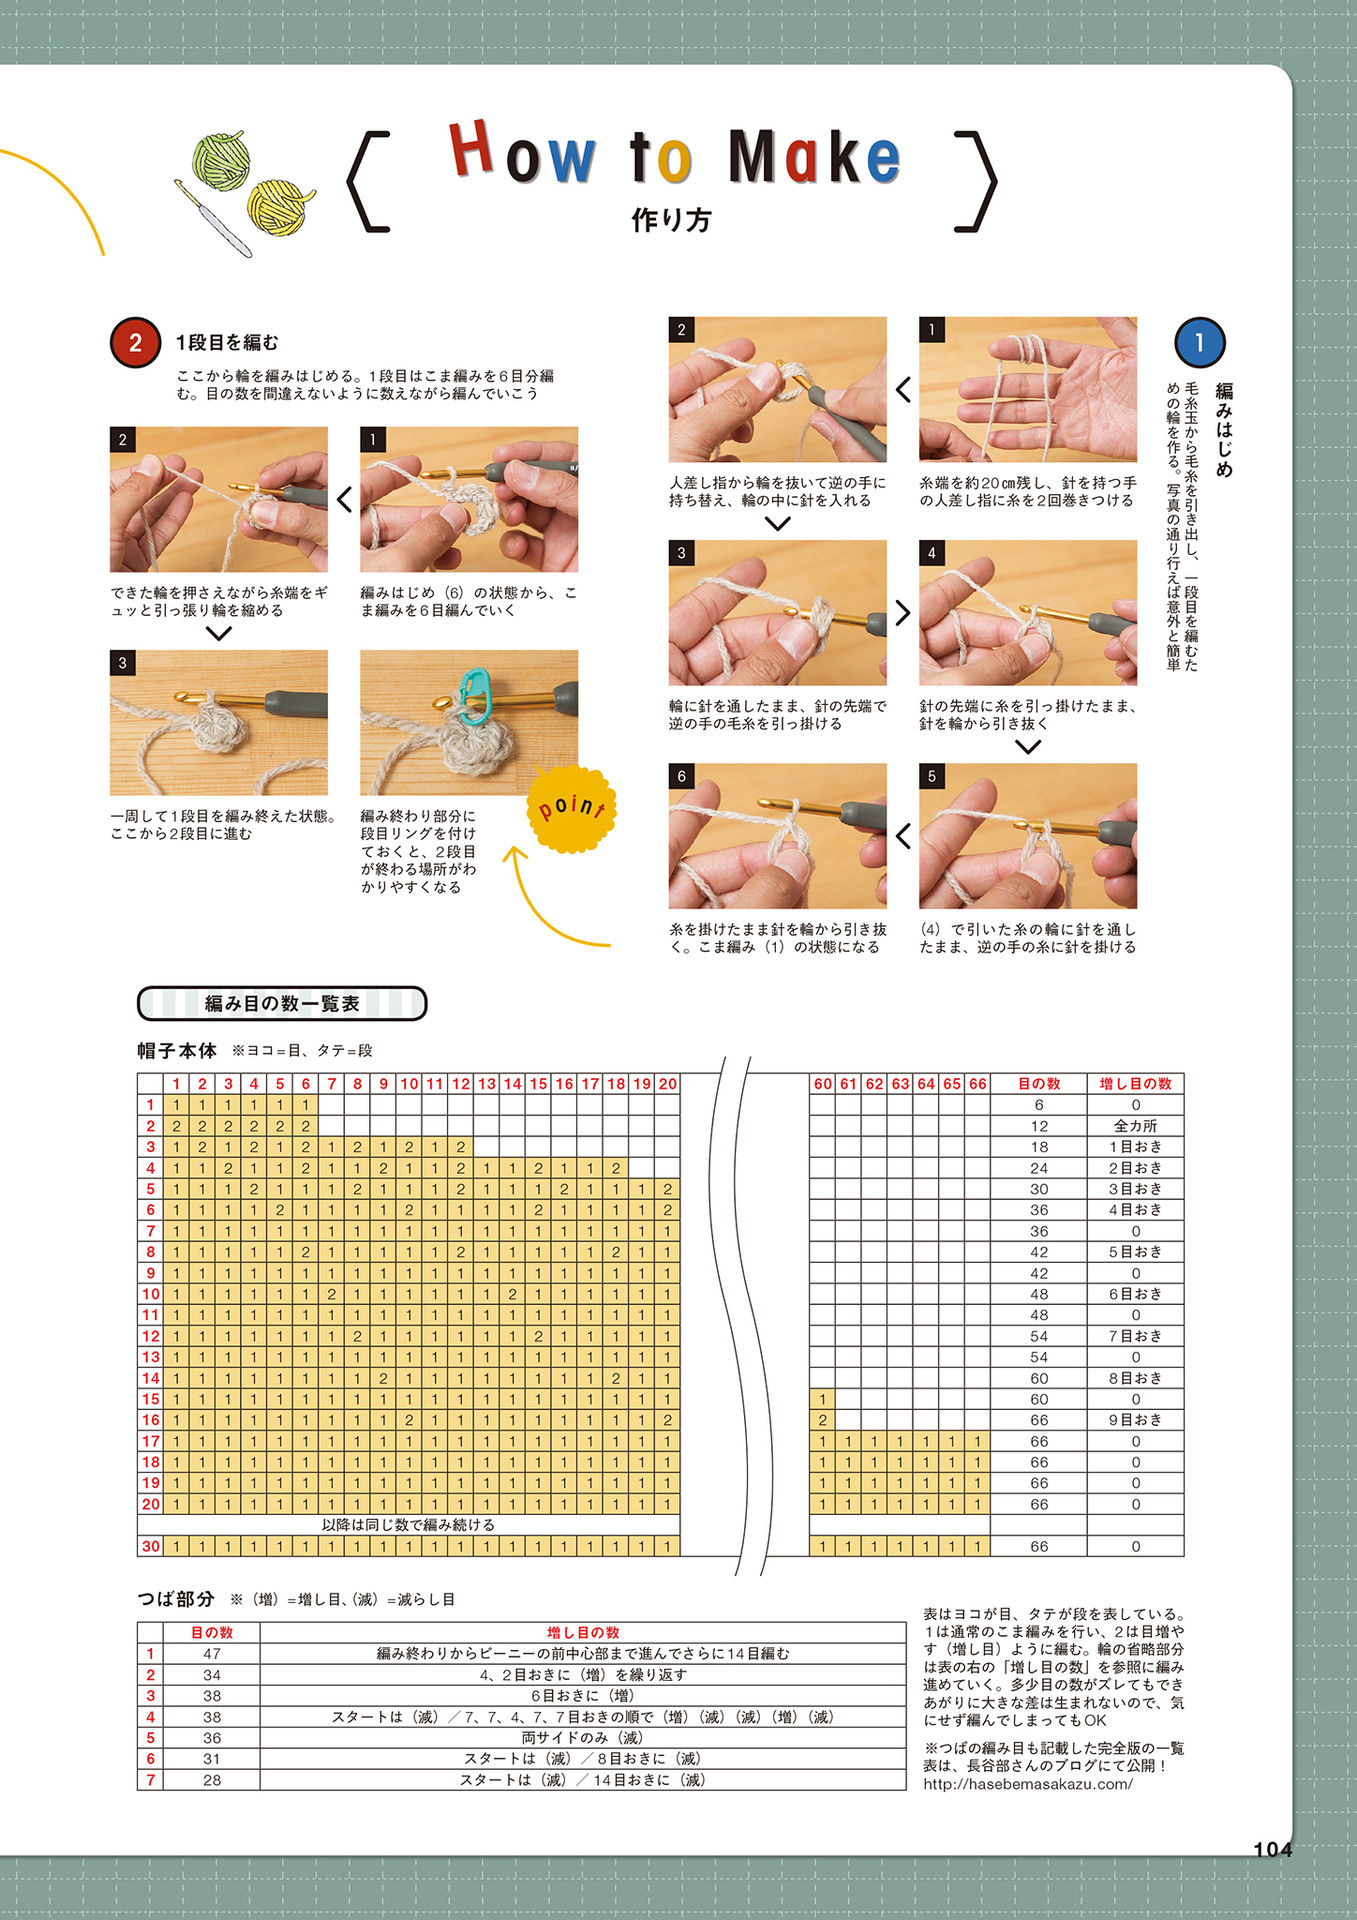 How to Make
作り方
1
編みはじめ
毛糸玉から毛糸を引き出し、一段目を編むた
めの輪を作る。写真の通り行えば意外と簡単
1
糸端を約20㎝残し、針を持つ手
の人差し指に糸を2回巻きつける
2
人差し指から輪を抜いて逆の手に
持ち替え、輪の中に針を入れる
3
輪に針を通したまま、針の先端で
逆の手の毛糸を引っ掛ける
4
針の先端に糸を引っ掛けたまま、
針を輪から引き抜く
5
(4)で引いた糸の輪に針を通し
たまま、逆の手の糸に針を掛ける
6
糸を掛けたまま針を輪から引き抜
く。こま編み(1)の状態になる
2
1段目を編む
ここから輪を編みはじめる。1段目はこま編みを6目分編
む。目の数を間違えないように数えながら編んでいこう
1
編みはじめ(6)の状態から、こ
ま編みを6目編んでいく
2
できた輪を押さえながら糸端をギ
ュッと引っ張り輪を縮める
3
一周して1段目を編み終えた状態。
ここから2段目に進む
point
編み終わり部分に
段目リングを付け
ておくと、2段目
が終わる場所がわ
かりやすくなる
編み目の数一覧表
帽子本体 ※ヨコ=目、タテ=段
1 2 3 4 5 6 7 8 9 10 11 12 13 14 15 16 17 18 19 20 60 61 62 63 64 65 66 目の数 増し目の数
1 1 1 1 1 1 1 6 0
2 2 2 2 2 2 2 12 全カ所
3 1 2 1 2 1 2 1 2 1 2 1 2 18 1目おき
4 1 1 2 1 1 2 1 1 2 1 1 2 1 1 2 1 1 2 24 2目おき
5 1 1 1 2 1 1 1 2 1 1 1 2 1 1 1 2 1 1 1 2 30 3目おき
6 1 1 1 1 2 1 1 1 1 2 1 1 1 1 2 1 1 1 1 2 36 4目おき
7 1 1 1 1 1 1 1 1 1 1 1 1 1 1 1 1 1 1 1 1 36 0
8 1 1 1 1 1 2 1 1 1 1 1 2 1 1 1 1 1 2 1 1 42 5目おき
9 1 1 1 1 1 1 1 1 1 1 1 1 1 1 1 1 1 1 1 1 42 0
10 1 1 1 1 1 1 2 1 1 1 1 1 1 2 1 1 1 1 1 1 48 6目おき
11 1 1 1 1 1 1 1 1 1 1 1 1 1 1 1 1 1 1 1 1 48 0
12 1 1 1 1 1 1 1 2 1 1 1 1 1 1 2 1 1 1 1 1 54 7目おき
13 1 1 1 1 1 1 1 1 1 1 1 1 1 1 1 1 1 1 1 1 54 0
14 1 1 1 1 1 1 1 1 2 1 1 1 1 1 1 1 1 2 1 1 60 8目おき
15 1 1 1 1 1 1 1 1 1 1 1 1 1 1 1 1 1 1 1 1 1 60 0
16 1 1 1 1 1 1 1 1 1 2 1 1 1 1 1 1 1 1 1 2 2 66 9目おき
17 1 1 1 1 1 1 1 1 1 1 1 1 1 1 1 1 1 1 1 1 1 1 1 1 1 1 1 66 0
18 1 1 1 1 1 1 1 1 1 1 1 1 1 1 1 1 1 1 1 1 1 1 1 1 1 1 1 66 0
19 1 1 1 1 1 1 1 1 1 1 1 1 1 1 1 1 1 1 1 1 1 1 1 1 1 1 1 66 0
20 1 1 1 1 1 1 1 1 1 1 1 1 1 1 1 1 1 1 1 1 1 1 1 1 1 1 1 66 0
以降は同じ数で編み続ける
30 1 1 1 1 1 1 1 1 1 1 1 1 1 1 1 1 1 1 1 1 1 1 1 1 1 1 1 66 0
つば部分 ※(増)=増し目、(減)=減らし目
目の数 増し目の数
1 47 編み終わりからビーニーの前中心部まで進んでさらに14目編む
2 34 4、2目おきに(増)を繰り返す
3 38 6目おきに(増)
4 38 スタートは(減)/7、7、4、7、7目おきの順で(増)(減)(減)(増)(減)
5 36 両サイドのみ(減)
6 31 スタートは(減)/8目おきに(減)
7 28 スタートは(減)/14目おきに(減)
表はヨコが目、タテが段を表している。
1は通常のこま編みを行い、2は目増や
す(増し目)ように編む。輪の省略部分
は表の右の「増し目の数」を参照に編み
進めていく。多少目の数がズレてもでき
あがりに大きな差は生まれないので、気
にせず編んでしまってもOK
※つばの編み目も記載した完全版の一覧
表は、長谷部さんのブログにて公開!
http://hasebemasakazu.com/
104